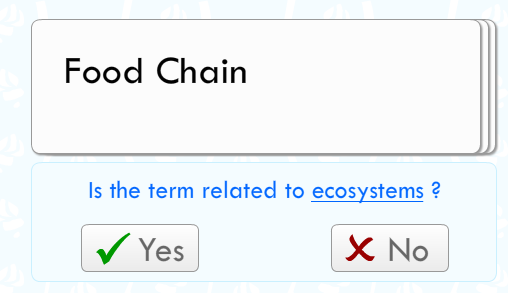 Food Chain
Is the term related to ecosystems ?
Yes
No